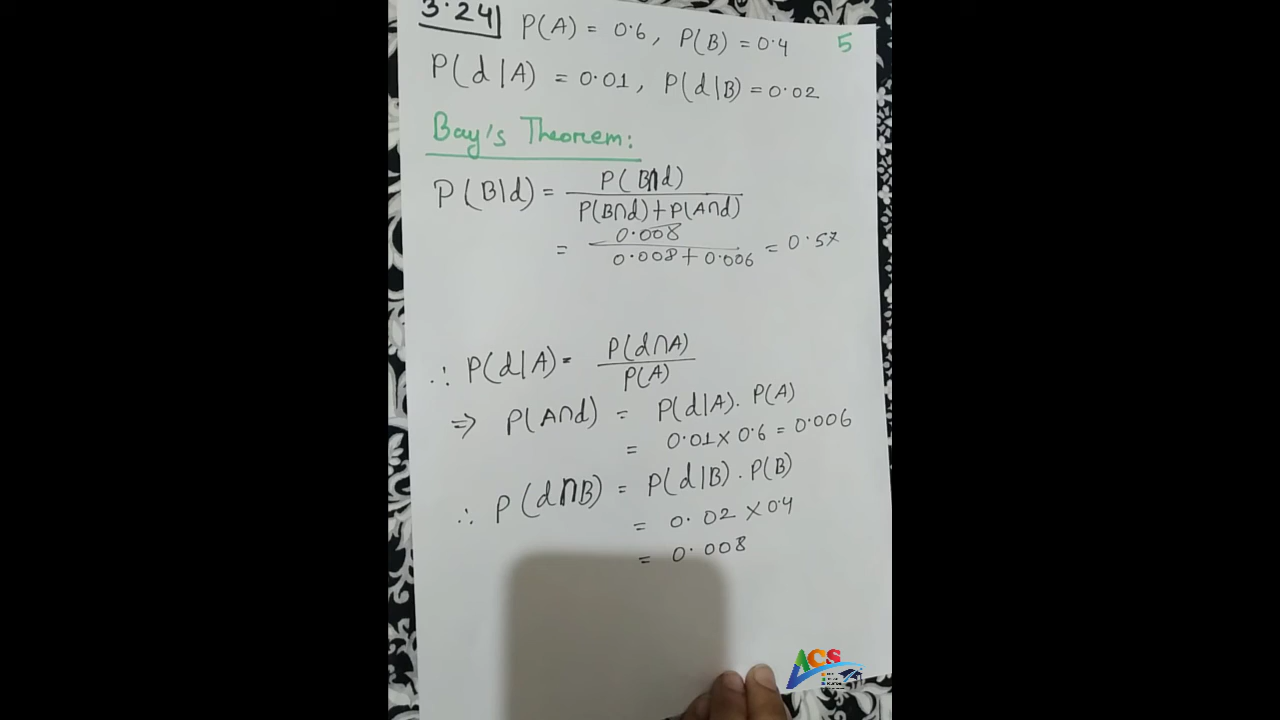 3.24 P(A) = 0.6, P(B) = 0.4 5
P(d|A) = 0.01, P(d|B) = 0.02
Bay's Theorem:
P(B|d) = P(B∩d) / P(B∩d)+P(A∩d)
= 0.008 / 0.008+0.006 = 0.57
∴ P(d|A) = P(d∩A) / P(A)
⇒ P(A∩d) = P(d|A). P(A)
= 0.01 x 0.6 = 0.006
∴ P(d∩B) = P(d|B). P(B)
= 0.02 x 0.4
= 0.008
ACS